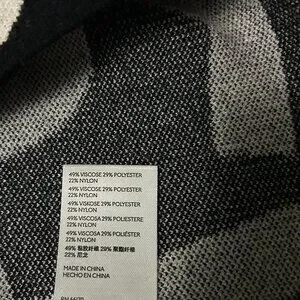 49% VISCOSE 29% POLYESTER
22% NYLON
49% VISCOSE 29% POLYESTER
22% NYLON
49% VISKOSE 29% POLYESTER
22% NYLON
49% VISCOSA 29% POLIESTERE
22% NYLON
49% VISCOSA 29% POLIÉSTER
22% NYLON
49% 黏胶纤维 29% 聚酯纤维
22% 尼龙
MADE IN CHINA
HECHO EN CHINA